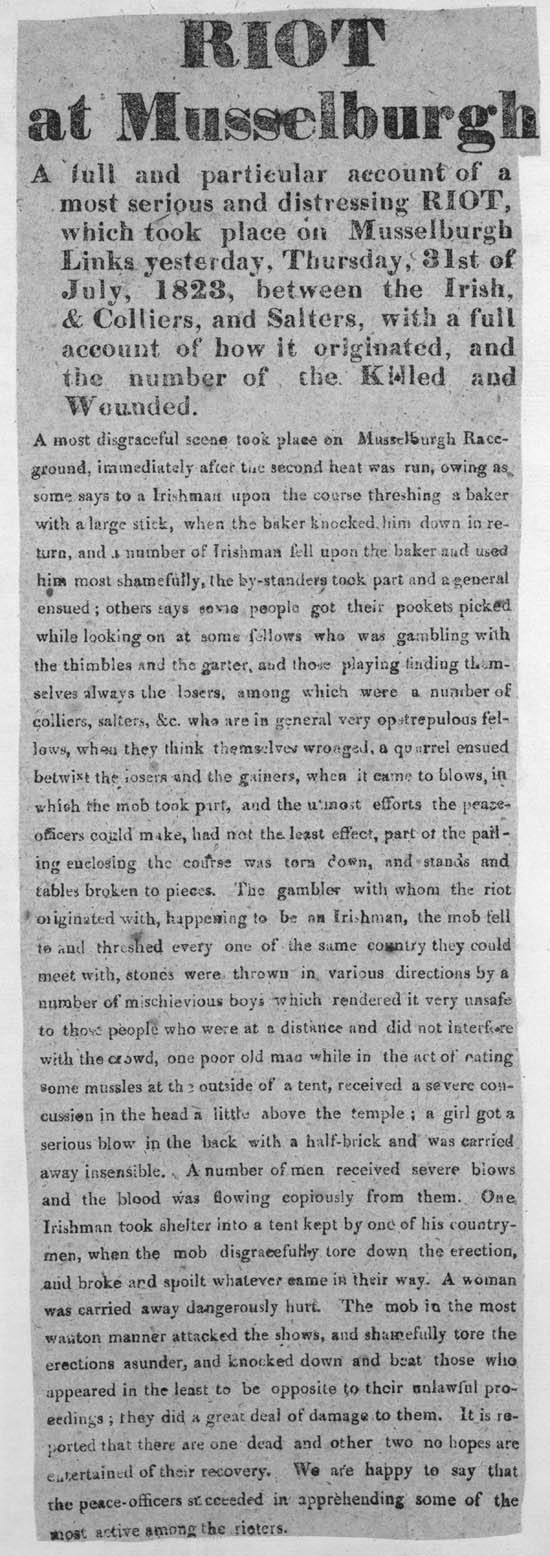 RIOT
at Musselburgh
A full and particular account of a
most serious and distressing RIOT,
which took place on Musselburgh
Links yesterday, Thursday, 31st of
July, 1823, between the Irish,
& Colliers, and Salters, with a full
account of how it originated, and
the number of the Killed and
Wounded.
A most disgraceful scene took place on Musselburgh Race-
ground, immediately after the second heat was run, owing as
some says to a Irishman upon the course threshing a baker
with a large stick, when the baker knocked him down in re-
turn, and a number of Irishman fell upon the baker and used
him most shamefully, the by-standers took part and a general
ensued; others says some people got their pockets picked
while looking on at some fellows who was gambling with
the thimbles and the garter, and those playing finding them-
selves always the losers, among which were a number of
colliers, salters, &c. who are in general very opstrepulous fel-
lows, when they think themselves wronged, a quarrel ensued
betwixt the losers and the gainers, when it came to blows, in
which the mob took part, and the utmost efforts the peace-
officers could make, had not the least effect, part of the pail-
ing enclosing the course was torn down, and stands and
tables broken to pieces. The gambler with whom the riot
originated with, happening to be an Irishman, the mob fell
to and threshed every one of the same country they could
meet with, stones were thrown in various directions by a
number of mischievious boys which rendered it very unsafe
to those people who were at a distance and did not interfere
with the crowd, one poor old man while in the act of eating
some mussles at the outside of a tent, received a severe con-
cussion in the head a little above the temple; a girl got a
serious blow in the back with a half-brick and was carried
away insensible. A number of men received severe blows
and the blood was flowing copiously from them. One
Irishman took shelter into a tent kept by one of his country-
men, when the mob disgracefully tore down the erection,
and broke and spoilt whatever came in their way. A woman
was carried away dangerously hurt. The mob in the most
wanton manner attacked the shows, and shamefully tore the
erections asunder, and knocked down and beat those who
appeared in the least to be opposite to their unlawful pro-
eedings; they did a great deal of damage to them. It is re-
ported that there are one dead and other two no hopes are
entertained of their recovery. We are happy to say that
the peace-officers succeeded in apprehending some of the
most active among the rioters.